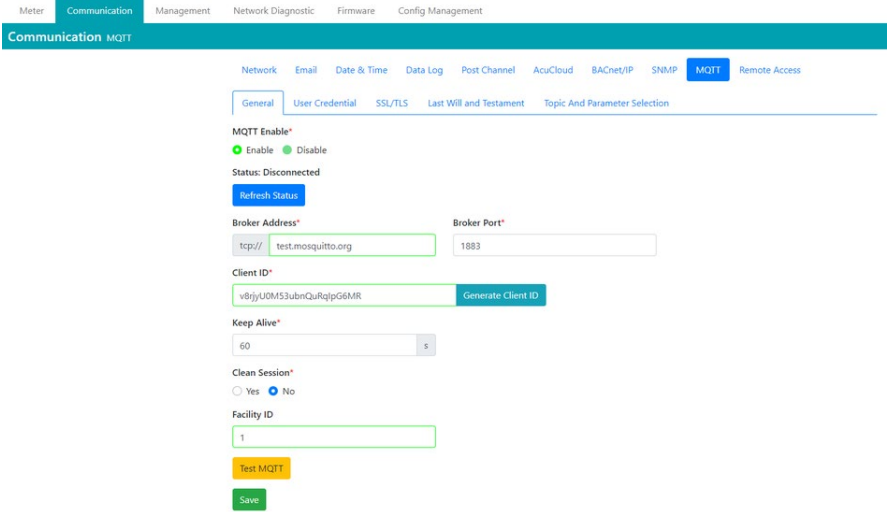 Meter Communication Management Network Diagnostic Firmware Config Management
Communication MQTT
Network Email Date & Time Data Log Post Channel AcuCloud BACnet/IP SNMP MQTT Remote Access
General User Credential SSL/TLS Last Will and Testament Topic And Parameter Selection
MQTT Enable*
Enable Disable
Status: Disconnected
Refresh Status
Broker Address* Broker Port*
tcp:// test.mosquitto.org 1883
Client ID*
v8rjyU0M53ubnQuRqIpG6MR Generate Client ID
Keep Alive*
60 s
Clean Session*
Yes No
Facility ID
1
Test MQTT
Save